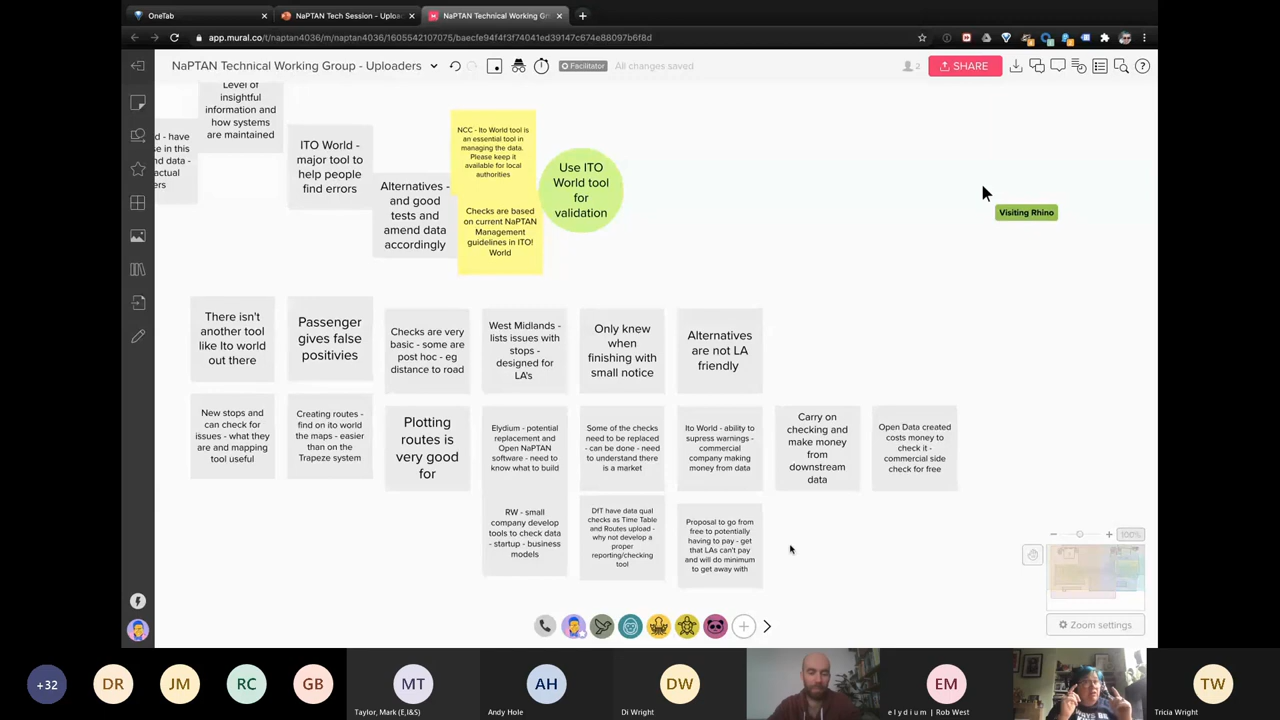 OneTab
NaPTAN Tech Session - Uploa
NaPTAN Technical Working Gr
app.mural.co/t/naptan4036/m/naptan4036/1605542107075/baecfe94f4f3f74041ed39147c674e88097b6f8d
NaPTAN Technical Working Group - Uploaders
Facilitator
All changes saved
2
SHARE
Level of
insightful
information and
how systems
are maintained
d - have
se in this
nd data -
actual
ers
ITO World -
major tool to
help people
find errors
Alternatives -
and good
tests and
amend data
accordingly
NCC - Ito World tool is
an essential tool in
managing the data.
Please keep it
available for local
authorities
Checks are based
on current NaPTAN
Management
guidelines in ITO!
World
Use ITO
World tool
for
validation
Visiting Rhino
There isn't
another tool
like Ito world
out there
Passenger
gives false
positivies
Checks are very
basic - some are
post hoc - eg
distance to road
West Midlands -
lists issues with
stops -
designed for
LA's
Only knew
when
finishing with
small notice
Alternatives
are not LA
friendly
New stops and
can check for
issues - what they
are and mapping
tool useful
Creating routes -
find on ito world
the maps - easier
than on the
Trapeze system
Plotting
routes is
very good
for
Elydium - potential
replacement and
Open NaPTAN
software - need to
know what to build
Some of the checks
need to be replaced
- can be done - need
to understand there
is a market
Ito World - ability to
supress warnings -
commercial
company making
money from data
Carry on
checking and
make money
from
downstream
data
Open Data created
costs money to
check it -
commercial side
check for free
RW - small
company develop
tools to check data
- startup - business
models
DfT have data qual
checks as Time Table
and Routes upload -
why not develop a
proper
reporting/checking
tool
Proposal to go from
free to potentially
having to pay - get
that LAs can't pay
and will do minimum
to get away with
100%
Zoom settings
+32
DR
JM
RC
GB
MT
AH
DW
EM
TW
Taylor, Mark (E,I&S)
Andy Hole
Di Wright
e l y d i u m | Rob West
Tricia Wright